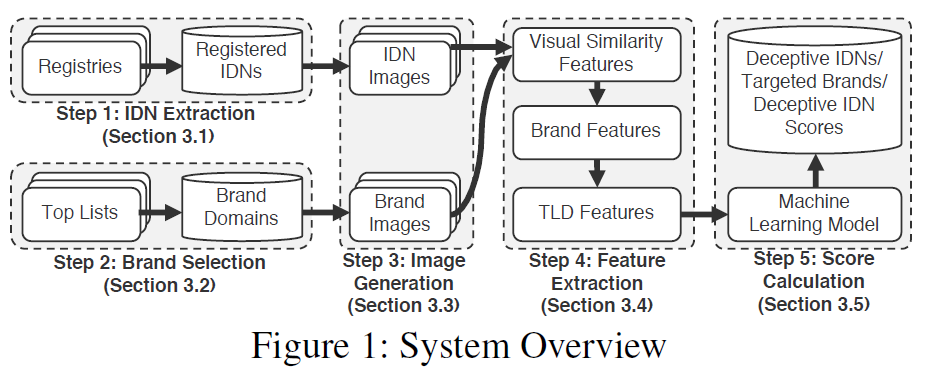 Registries
Registered
IDNs
Step 1: IDN Extraction
(Section 3.1)
Top Lists
Brand
Domains
Step 2: Brand Selection
(Section 3.2)
IDN
Images
Brand
Images
Step 3: Image
Generation
(Section 3.3)
Visual Similarity
Features
Brand Features
TLD Features
Step 4: Feature
Extraction
(Section 3.4)
Deceptive IDNs/
Targeted Brands/
Deceptive IDN
Scores
Machine
Learning Model
Step 5: Score
Calculation
(Section 3.5)
Figure 1: System Overview